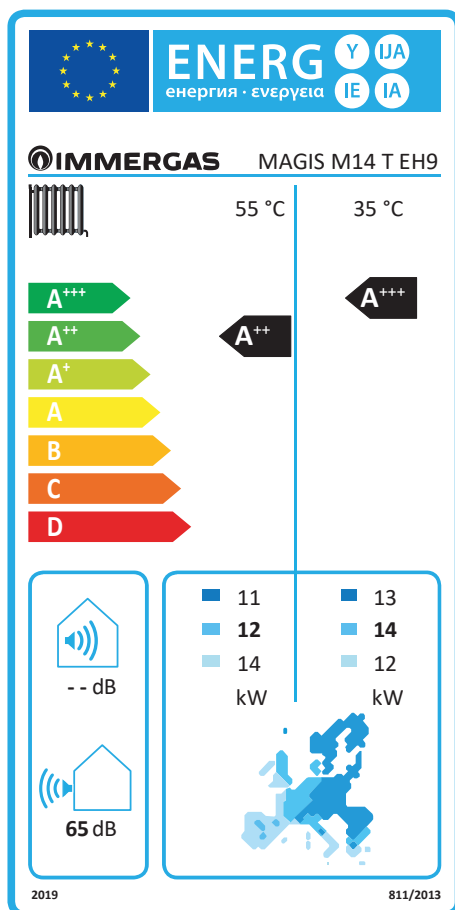 ENERG Y IJA
енергия · ενεργεια IE IA
IMMERGAS MAGIS M14 T EH9
55 °C 35 °C
A+++ A+++
A++ A++
A+
A
B
C
D
11 13
12 14
14 12
kW kW
-- dB
65 dB
2019 811/2013